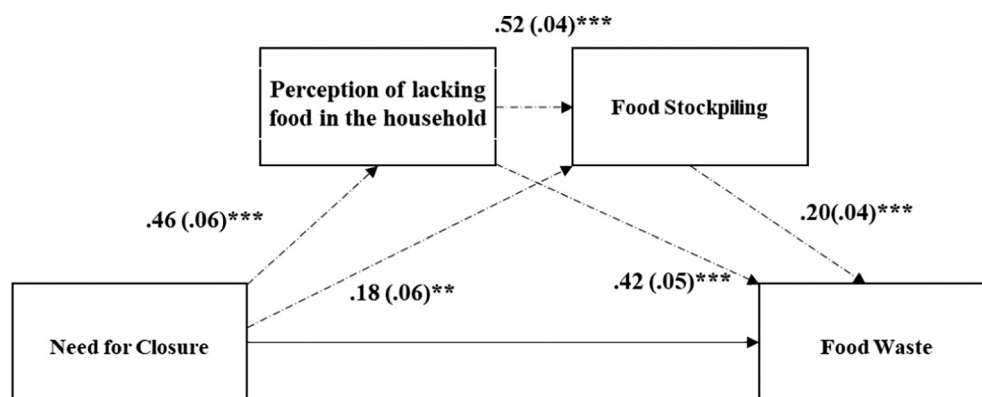 .52 (.04)***
Perception of lacking
food in the household
Food Stockpiling
.46 (.06)***
.20(.04)***
.18 (.06)**
.42 (.05)***
Need for Closure
Food Waste